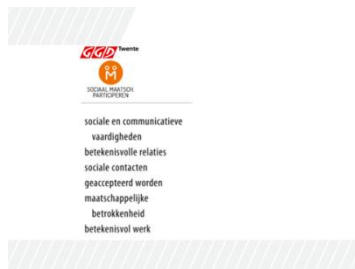 GGD Twente
SOCIAAL MAATSCH.
PARTICIPEREN
sociale en communicatieve
vaardigheden
betekenisvolle relaties
sociale contacten
geaccepteerd worden
maatschappelijke
betrokkenheid
betekenisvol werk